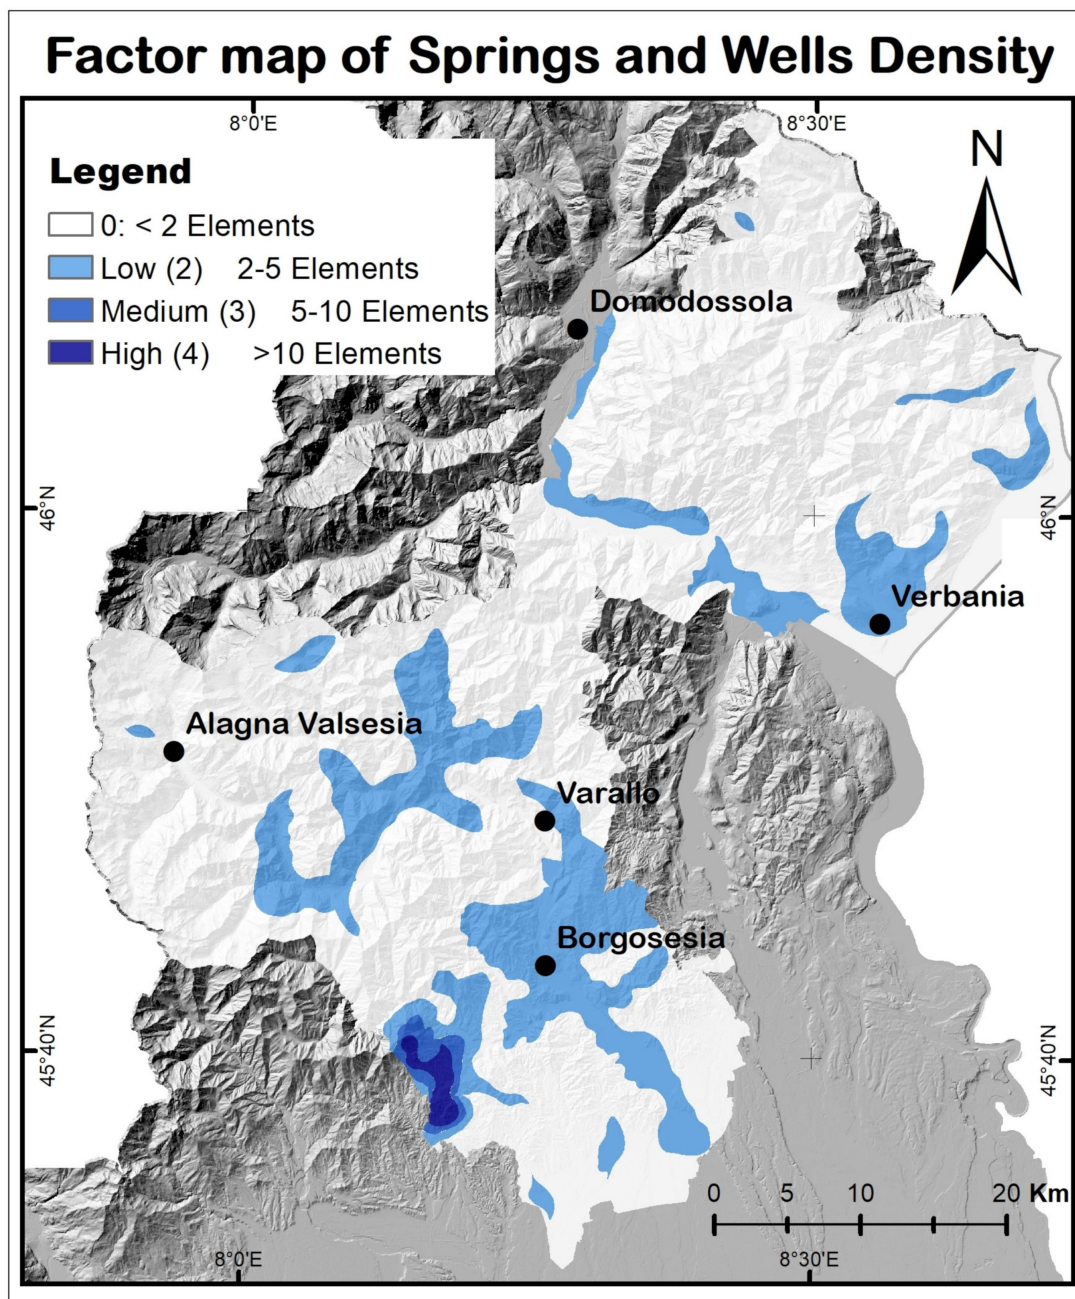 Factor map of Springs and Wells Density
8°0'E
8°30'E
N
Legend
0: < 2 Elements
Low (2) 2-5 Elements
Medium (3) 5-10 Elements
High (4) >10 Elements
Domodossola
46°N
46°N
Verbania
Alagna Valsesia
Varallo
Borgosesia
45°40'N
45°40'N
0 5 10 20 Km
8°0'E
8°30'E